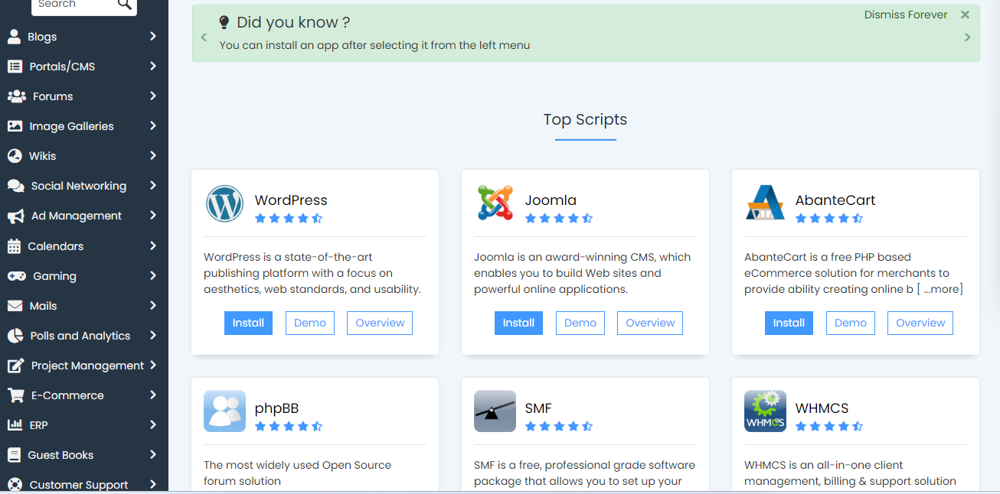 Search
Blogs
Portals/CMS
Forums
Image Galleries
Wikis
Social Networking
Ad Management
Calendars
Gaming
Mails
Polls and Analytics
Project Management
E-Commerce
ERP
Guest Books
Customer Support
Did you know ?
Dismiss Forever
You can install an app after selecting it from the left menu
Top Scripts
WordPress
WordPress is a state-of-the-art
publishing platform with a focus on
aesthetics, web standards, and usability.
Install Demo Overview
Joomla
Joomla is an award-winning CMS, which
enables you to build Web sites and
powerful online applications.
Install Demo Overview
AbanteCart
AbanteCart is a free PHP based
eCommerce solution for merchants to
provide ability creating online b [ ...more]
Install Demo Overview
phpBB
The most widely used Open Source
forum solution
SMF
SMF is a free, professional grade software
package that allows you to set up your
WHMCS
WHMCS
WHMCS is an all-in-one client
management, billing & support solution